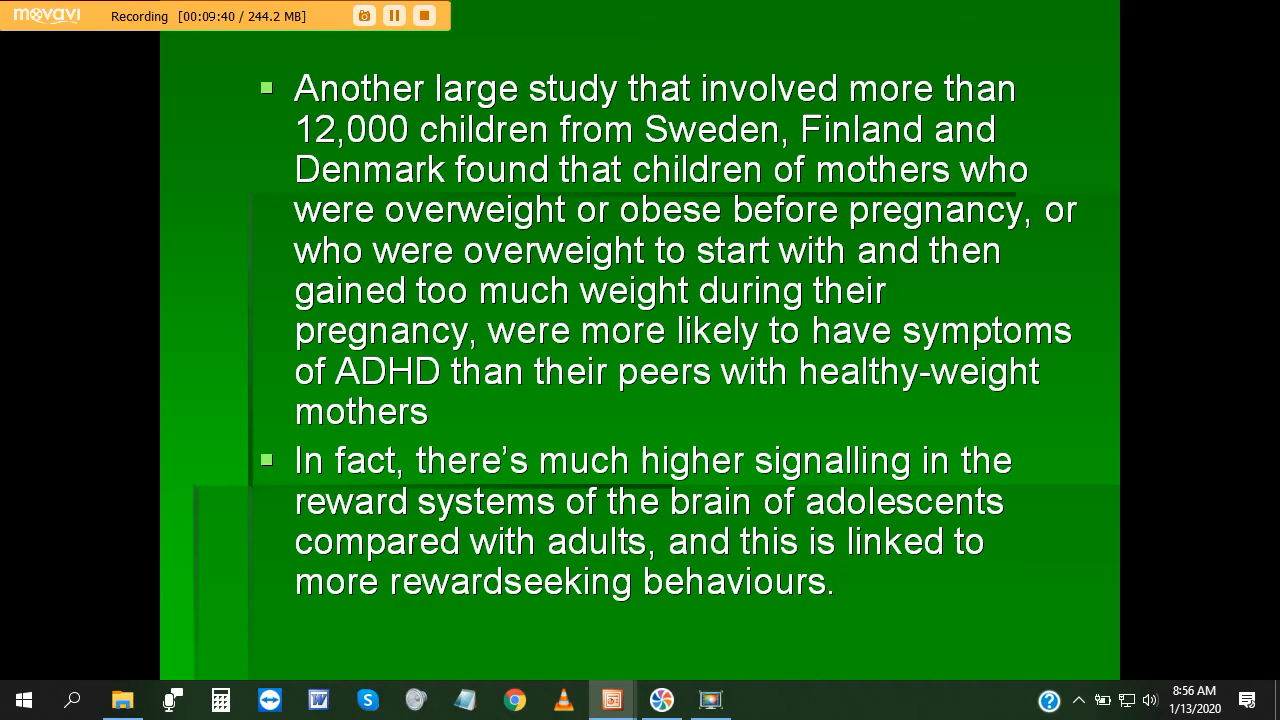 movavi
Recording [00:09:40 / 244.2 MB]
Another large study that involved more than
12,000 children from Sweden, Finland and
Denmark found that children of mothers who
were overweight or obese before pregnancy, or
who were overweight to start with and then
gained too much weight during their
pregnancy, were more likely to have symptoms
of ADHD than their peers with healthy-weight
mothers
In fact, there’s much higher signalling in the
reward systems of the brain of adolescents
compared with adults, and this is linked to
more rewardseeking behaviours.
8:56 AM
1/13/2020